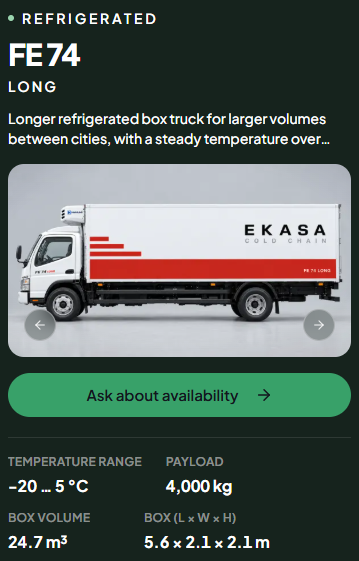 REFRIGERATED
FE 74
LONG
Longer refrigerated box truck for larger volumes
between cities, with a steady temperature over…
EKASA
COLD CHAIN
FE 74 LONG
Ask about availability →
TEMPERATURE RANGE PAYLOAD
-20 … 5 °C 4,000 kg
BOX VOLUME BOX (L × W × H)
24.7 m³ 5.6 × 2.1 × 2.1 m